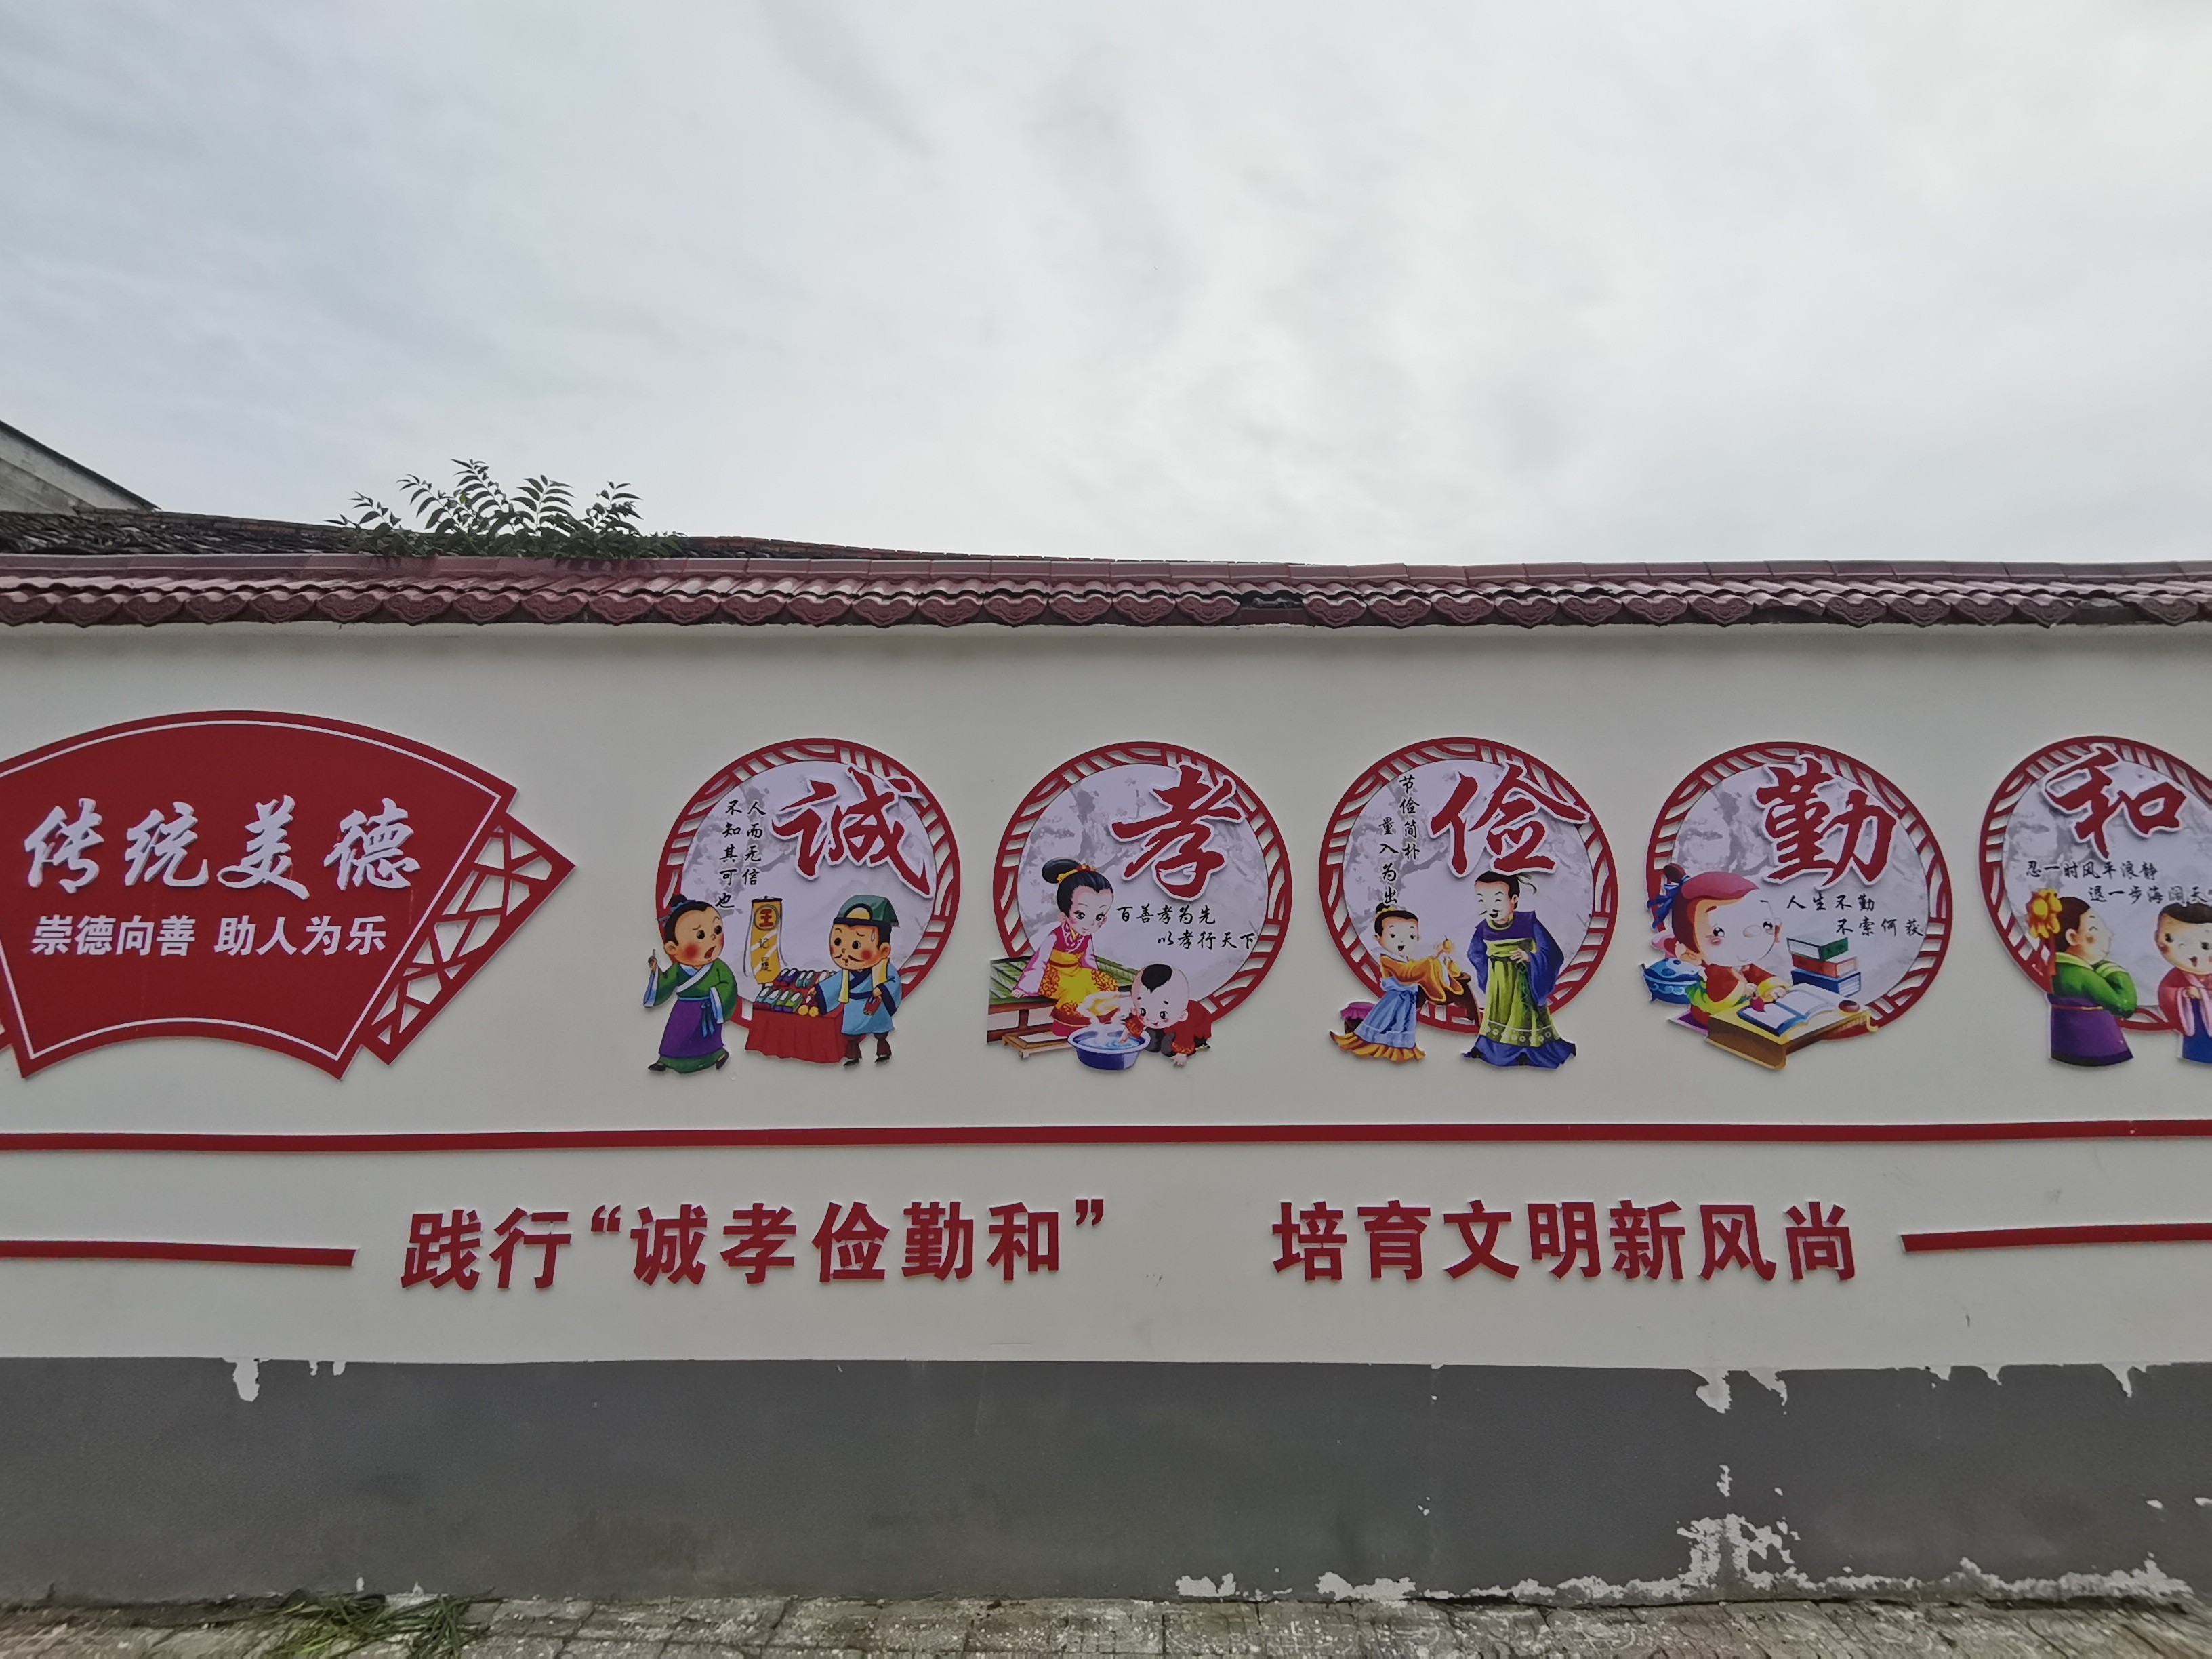 传统美德
崇德向善 助人为乐
诚
人而无信
不知其可也
王记履
孝
百善孝为先
以孝行天下
俭
节俭简朴
量入为出
勤
人生不勤
不索何获
和
忍一时风平浪静
退一步海阔天
践行“诚孝俭勤和” 培育文明新风尚